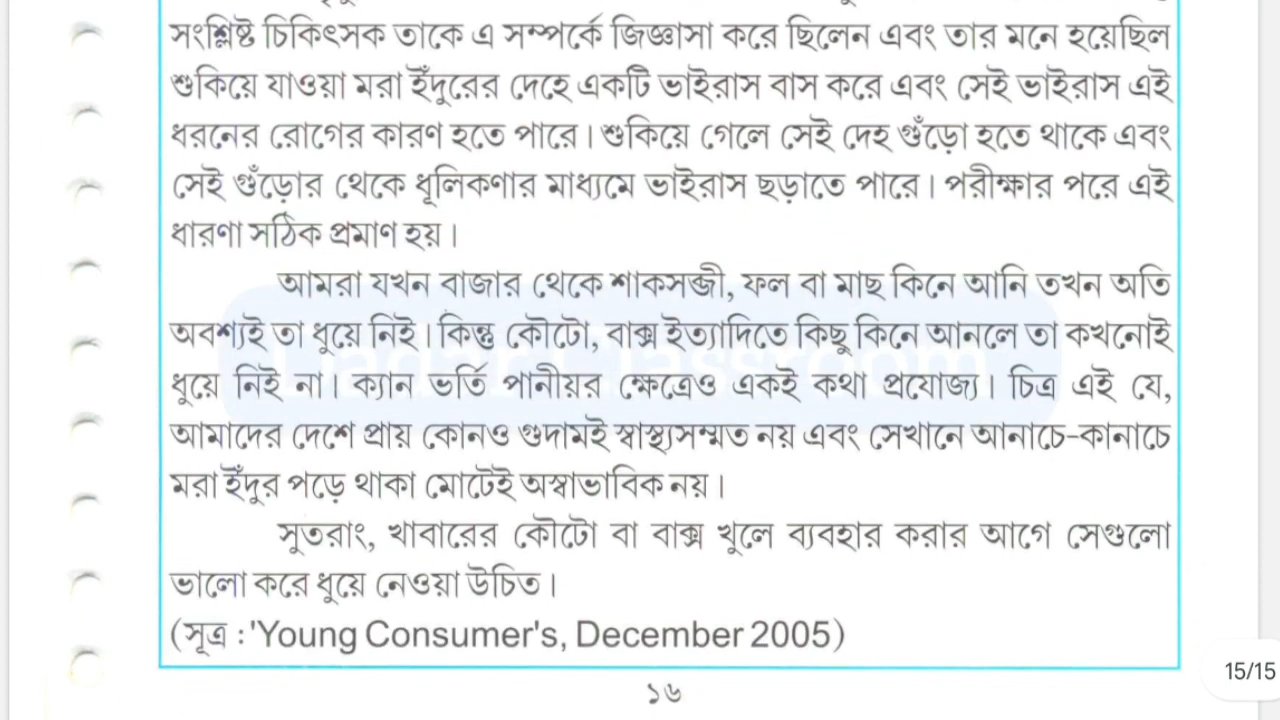 সংশ্লিষ্ট চিকিৎসক তাকে এ সম্পর্কে জিজ্ঞাসা করে ছিলেন এবং তার মনে হয়েছিল
শুকিয়ে যাওয়া মরা ইঁদুরের দেহে একটি ভাইরাস বাস করে এবং সেই ভাইরাস এই
ধরনের রোগের কারণ হতে পারে। শুকিয়ে গেলে সেই দেহ গুঁড়ো হতে থাকে এবং
সেই গুঁড়োর থেকে ধূলিকণার মাধ্যমে ভাইরাস ছড়াতে পারে। পরীক্ষার পরে এই
ধারণা সঠিক প্রমাণ হয়।
আমরা যখন বাজার থেকে শাকসব্জী, ফল বা মাছ কিনে আনি তখন অতি
অবশ্যই তা ধুয়ে নিই। কিন্তু কৌটো, বাক্স ইত্যাদিতে কিছু কিনে আনলে তা কখনোই
ধুয়ে নিই না। ক্যান ভর্তি পানীয়র ক্ষেত্রেও একই কথা প্রযোজ্য। চিত্র এই যে,
আমাদের দেশে প্রায় কোনও গুদামই স্বাস্থ্যসম্মত নয় এবং সেখানে আনাচে-কানাচে
মরা ইঁদুর পড়ে থাকা মোটেই অস্বাভাবিক নয়।
সুতরাং, খাবারের কৌটো বা বাক্স খুলে ব্যবহার করার আগে সেগুলো
ভালো করে ধুয়ে নেওয়া উচিত।
(সূত্র : 'Young Consumer's, December 2005)
১৬
15/15